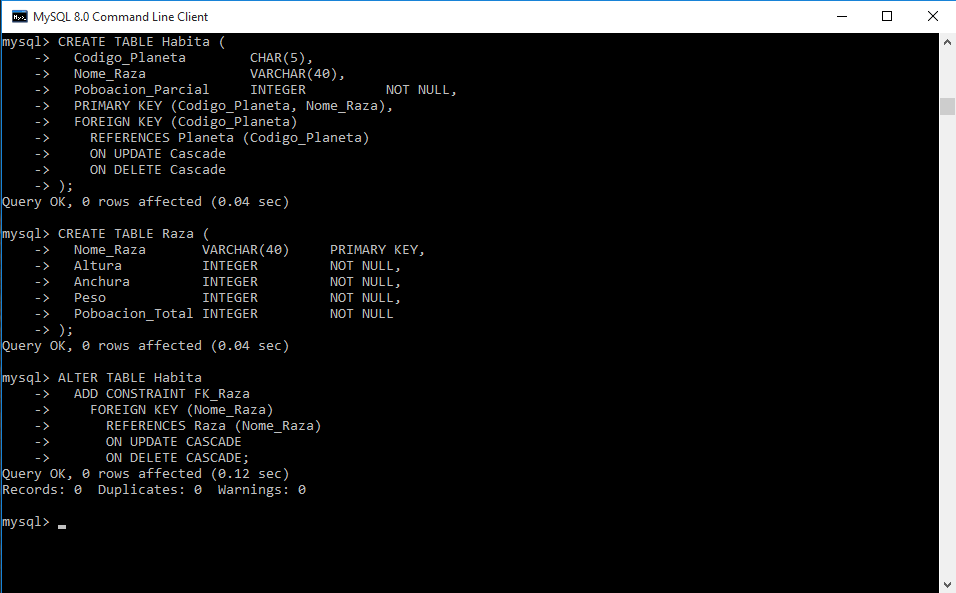 MySQL 8.0 Command Line Client
mysql> CREATE TABLE Habita (
    ->   Codigo_Planeta        CHAR(5),
    ->   Nome_Raza             VARCHAR(40),
    ->   Poboacion_Parcial     INTEGER          NOT NULL,
    ->   PRIMARY KEY (Codigo_Planeta, Nome_Raza),
    ->   FOREIGN KEY (Codigo_Planeta)
    ->     REFERENCES Planeta (Codigo_Planeta)
    ->     ON UPDATE Cascade
    ->     ON DELETE Cascade
    -> );
Query OK, 0 rows affected (0.04 sec)
mysql> CREATE TABLE Raza (
    ->   Nome_Raza       VARCHAR(40)     PRIMARY KEY,
    ->   Altura          INTEGER         NOT NULL,
    ->   Anchura         INTEGER         NOT NULL,
    ->   Peso            INTEGER         NOT NULL,
    ->   Poboacion_Total INTEGER         NOT NULL
    -> );
Query OK, 0 rows affected (0.04 sec)
mysql> ALTER TABLE Habita
    ->   ADD CONSTRAINT FK_Raza
    ->     FOREIGN KEY (Nome_Raza)
    ->       REFERENCES Raza (Nome_Raza)
    ->       ON UPDATE CASCADE
    ->       ON DELETE CASCADE;
Query OK, 0 rows affected (0.12 sec)
Records: 0  Duplicates: 0  Warnings: 0
mysql> _